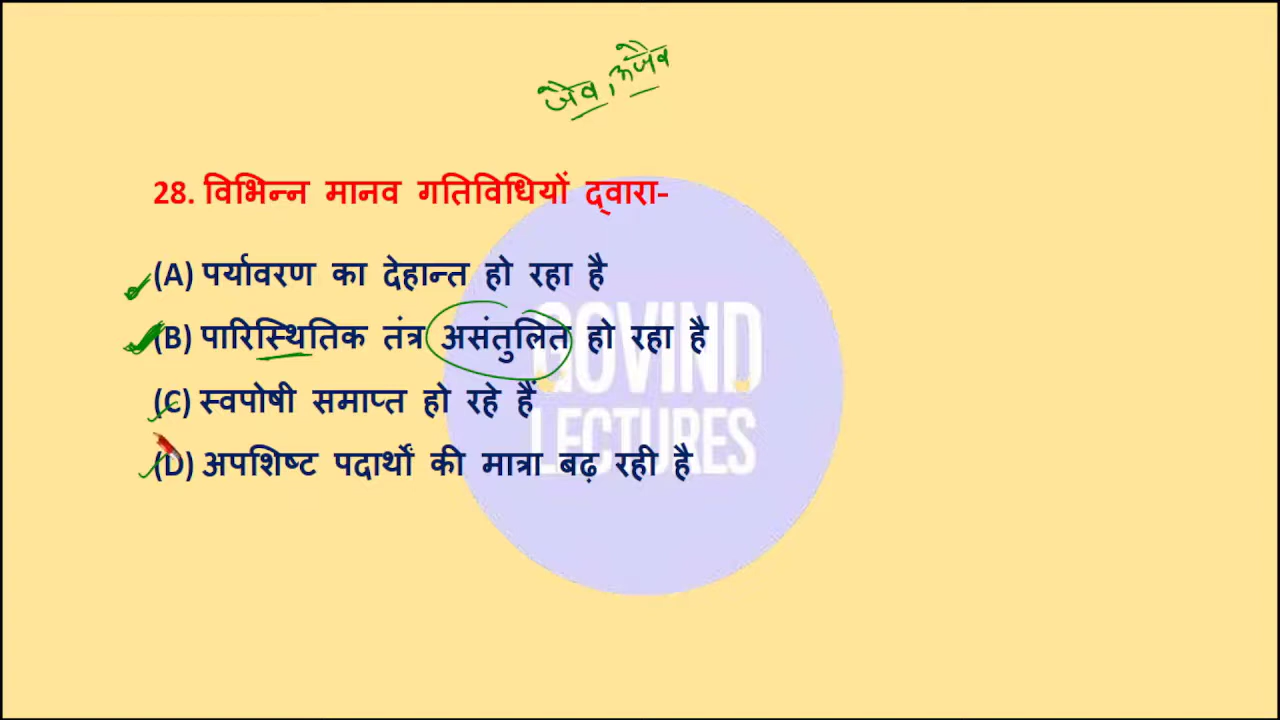 जैव, अजैव
28. विभिन्न मानव गतिविधियों द्वारा-
(A) पर्यावरण का देहान्त हो रहा है
(B) पारिस्थितिक तंत्र असंतुलित हो रहा है
(C) स्वपोषी समाप्त हो रहे हैं
(D) अपशिष्ट पदार्थों की मात्रा बढ़ रही है
GOVIND
LECTURES